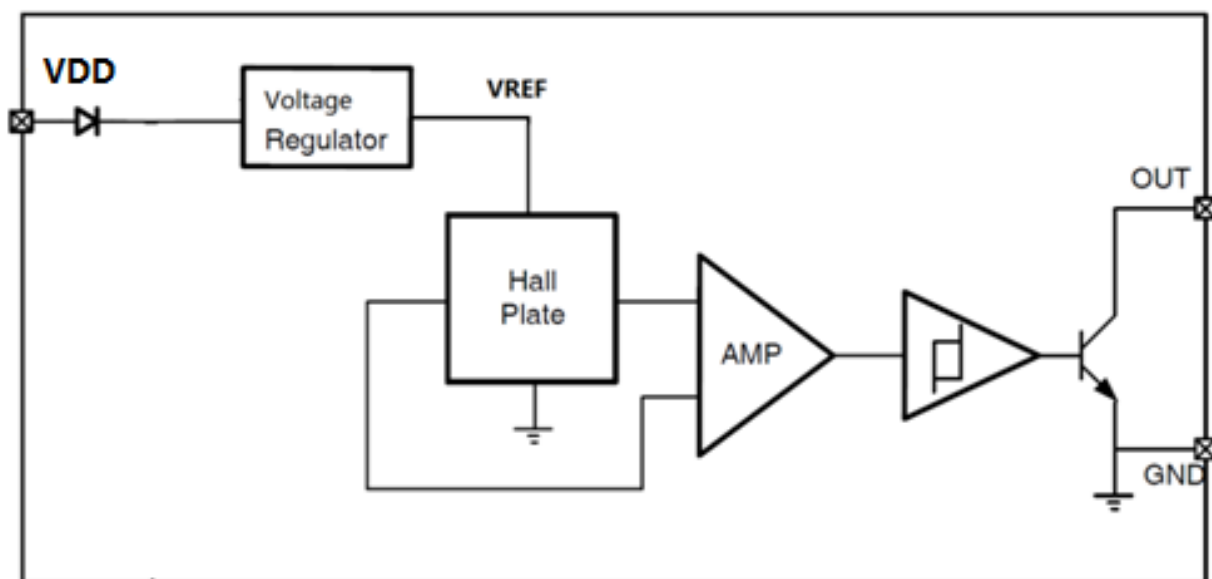 VDD
Voltage
Regulator
VREF
OUT
Hall
Plate
AMP
GND